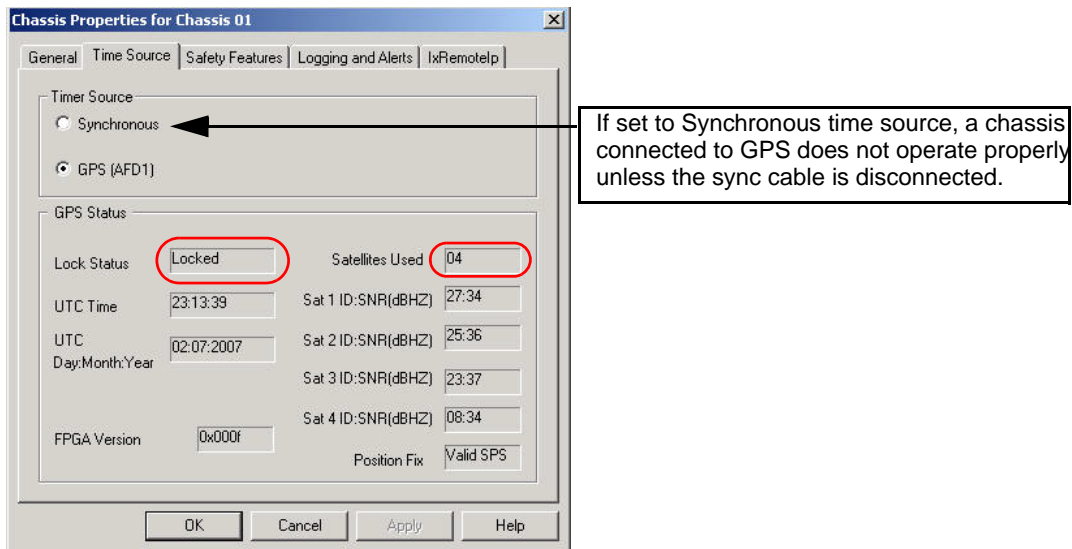 Chassis Properties for Chassis 01
General Time Source Safety Features Logging and Alerts IxRemoteIp
Timer Source
Synchronous
GPS (AFD1)
If set to Synchronous time source, a chassis
connected to GPS does not operate properly
unless the sync cable is disconnected.
GPS Status
Lock Status Locked Satellites Used 04
UTC Time 23:13:39 Sat 1 ID:SNR(dBHZ) 27:34
UTC
Day:Month:Year 02:07:2007 Sat 2 ID:SNR(dBHZ) 25:36
Sat 3 ID:SNR(dBHZ) 23:37
Sat 4 ID:SNR(dBHZ) 08:34
FPGA Version 0x000f
Position Fix Valid SPS
OK Cancel Apply Help